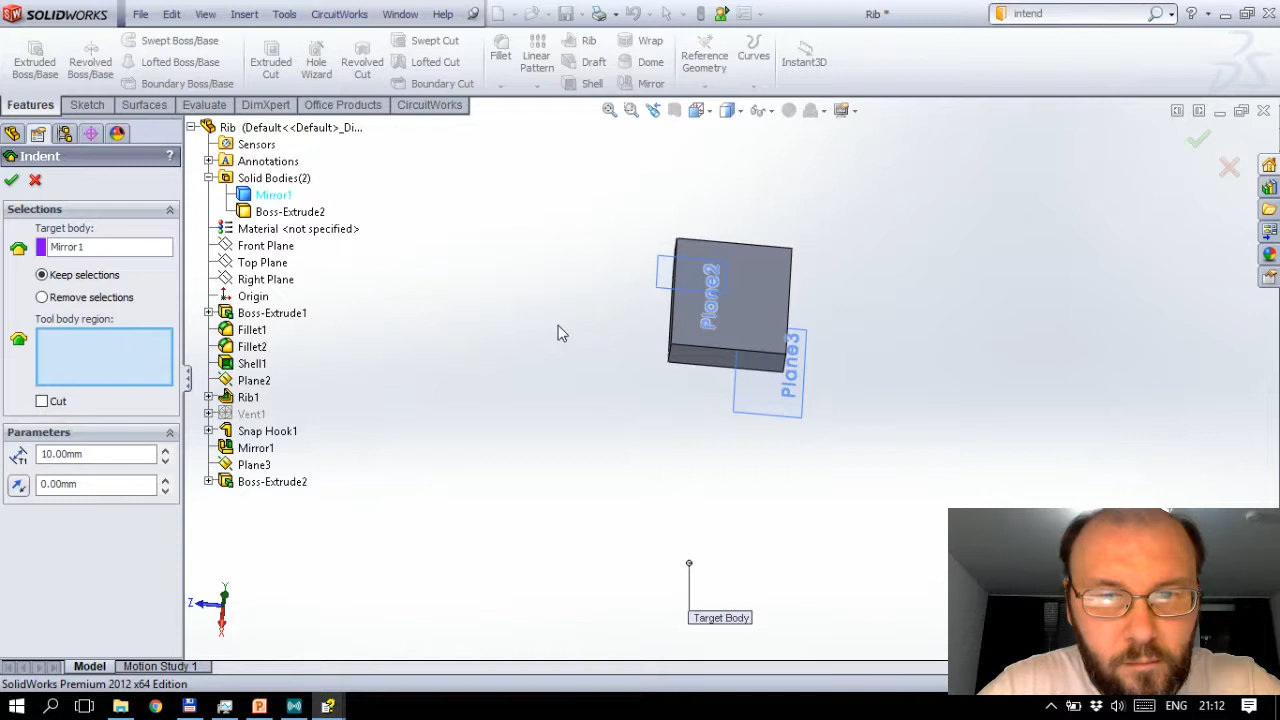 SOLIDWORKS File Edit View Insert Tools CircuitWorks Window Help Rib * intend
Extruded Boss/Base
Revolved Boss/Base
Swept Boss/Base
Lofted Boss/Base
Boundary Boss/Base
Extruded Cut
Hole Wizard
Revolved Cut
Swept Cut
Lofted Cut
Boundary Cut
Fillet
Linear Pattern
Rib
Draft
Shell
Wrap
Dome
Mirror
Reference Geometry
Curves
Instant3D
Features Sketch Surfaces Evaluate DimXpert Office Products CircuitWorks
Indent ?
Selections
Target body:
Mirror1
Keep selections
Remove selections
Tool body region:
Cut
Parameters
10.00mm
0.00mm
Rib (Default<<Default>_Di...
Sensors
Annotations
Solid Bodies(2)
Mirror1
Boss-Extrude2
Material <not specified>
Front Plane
Top Plane
Right Plane
Origin
Boss-Extrude1
Fillet1
Fillet2
Shell1
Plane2
Rib1
Vent1
Snap Hook1
Mirror1
Plane3
Boss-Extrude2
Plane2
Plane3
Target Body
Y
Z
X
Model Motion Study 1
SolidWorks Premium 2012 x64 Edition
ENG 21:12